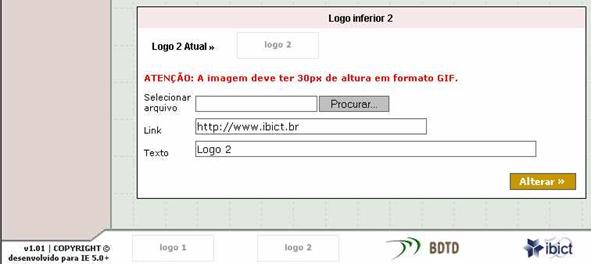 Logo inferior 2
Logo 2 Atual »
logo 2
ATENÇÃO: A imagem deve ter 30px de altura em formato GIF.
Selecionar
arquivo
Procurar...
Link
http://www.ibict.br
Texto
Logo 2
Alterar »
v1.01 | COPYRIGHT ©
desenvolvido para IE 5.0+
logo 1
logo 2
BDTD
ibict